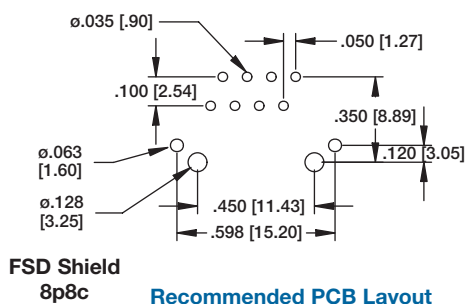 ø.035 [.90]
.050 [1.27]
.100 [2.54]
.350 [8.89]
ø.063
[1.60]
.120 [3.05]
ø.128
[3.25]
.450 [11.43]
.598 [15.20]
FSD Shield
8p8c
Recommended PCB Layout